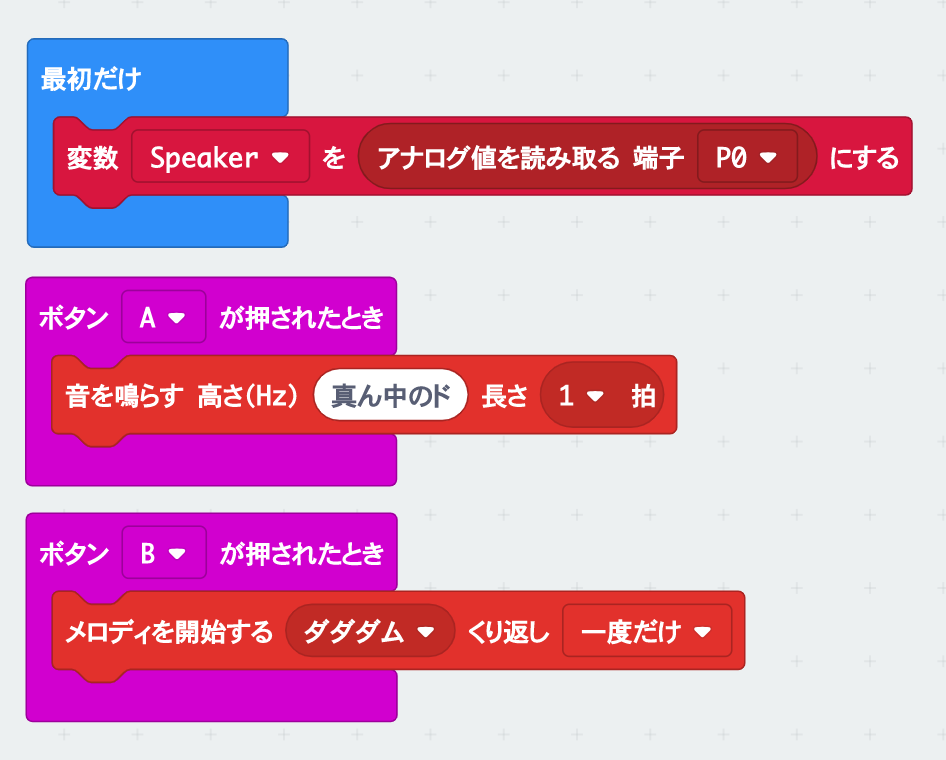 最初だけ
変数 Speaker を アナログ値を読み取る 端子 P0 にする
ボタン A が押されたとき
音を鳴らす 高さ(Hz) 真ん中のド 長さ 1 拍
ボタン B が押されたとき
メロディを開始する ダダダム くり返し 一度だけ